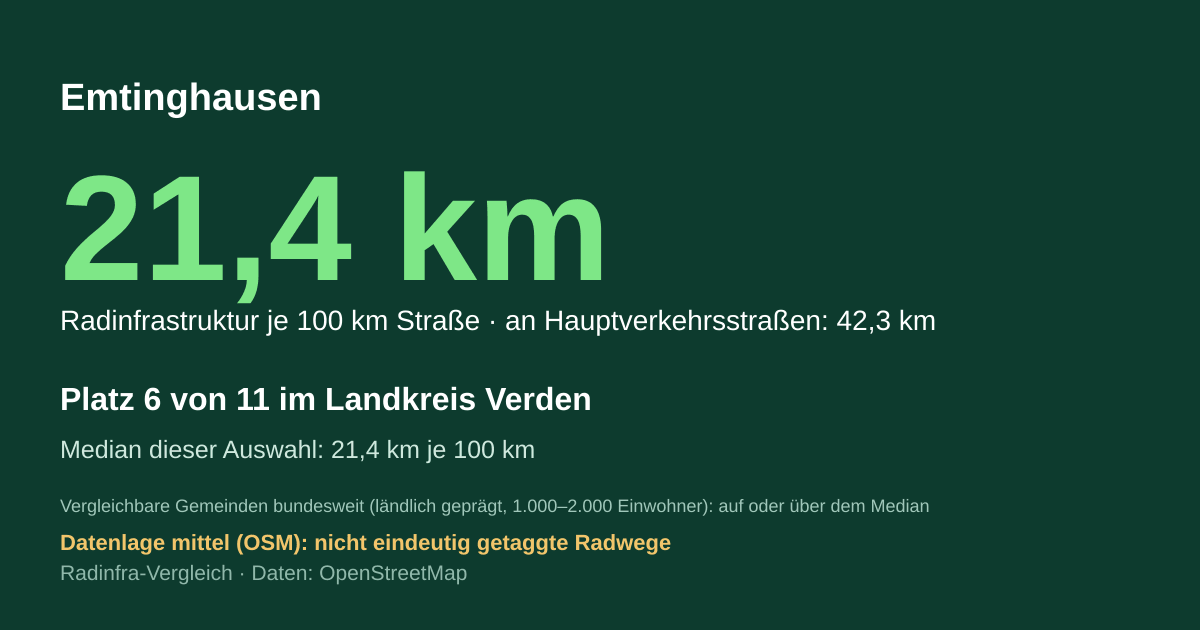 Emtinghausen
21,4 km
Radinfrastruktur je 100 km Straße · an Hauptverkehrsstraßen: 42,3 km
Platz 6 von 11 im Landkreis Verden
Median dieser Auswahl: 21,4 km je 100 km
Vergleichbare Gemeinden bundesweit (ländlich geprägt, 1.000–2.000 Einwohner): auf oder über dem Median
Datenlage mittel (OSM): nicht eindeutig getaggte Radwege
Radinfra-Vergleich · Daten: OpenStreetMap